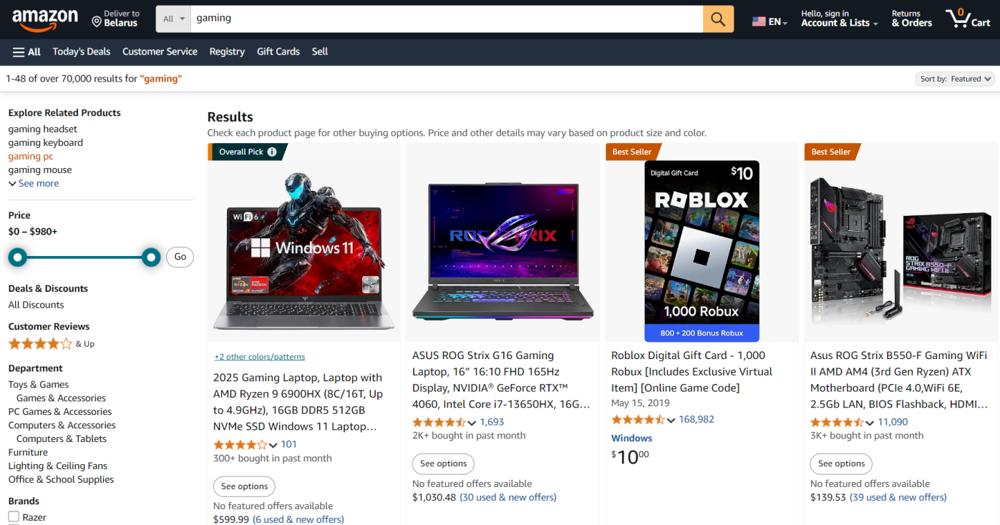 amazon
Deliver to
Belarus
All
gaming
EN
Hello, sign in
Account & Lists
Returns
& Orders
0
Cart
All
Today's Deals
Customer Service
Registry
Gift Cards
Sell
1-48 of over 70,000 results for "gaming"
Sort by: Featured
Explore Related Products
gaming headset
gaming keyboard
gaming pc
gaming mouse
See more
Price
$0 – $980+
Go
Deals & Discounts
All Discounts
Customer Reviews
& Up
Department
Toys & Games
Games & Accessories
PC Games & Accessories
Computers & Accessories
Computers & Tablets
Furniture
Lighting & Ceiling Fans
Office & School Supplies
Brands
Razer
Results
Check each product page for other buying options. Price and other details may vary based on product size and color.
Overall Pick
Wi Fi 6
Windows 11
AMD
RYZEN
AMD
RADEON
+2 other colors/patterns
2025 Gaming Laptop, Laptop with
AMD Ryzen 9 6900HX (8C/16T, Up
to 4.9GHz), 16GB DDR5 512GB
NVMe SSD Windows 11 Laptop…
101
300+ bought in past month
See options
No featured offers available
$599.99 (6 used & new offers)
ASUS ROG Strix G16 Gaming
Laptop, 16” 16:10 FHD 165Hz
Display, NVIDIA® GeForce RTX™
4060, Intel Core i7-13650HX, 16G…
1,693
2K+ bought in past month
See options
No featured offers available
$1,030.48 (30 used & new offers)
Best Seller
Digital Gift Card
$10
ROBLOX
1,000 Robux
800 + 200 Bonus Robux
Roblox Digital Gift Card - 1,000
Robux [Includes Exclusive Virtual
Item] [Online Game Code]
May 15, 2019
168,982
Windows
$1000
Best Seller
ROG
STRIX B550-F
GAMING WIFI II
Asus ROG Strix B550-F Gaming WiFi
II AMD AM4 (3rd Gen Ryzen) ATX
Motherboard (PCIe 4.0,WiFi 6E,
2.5Gb LAN, BIOS Flashback, HDMI…
11,090
3K+ bought in past month
See options
No featured offers available
$139.53 (39 used & new offers)